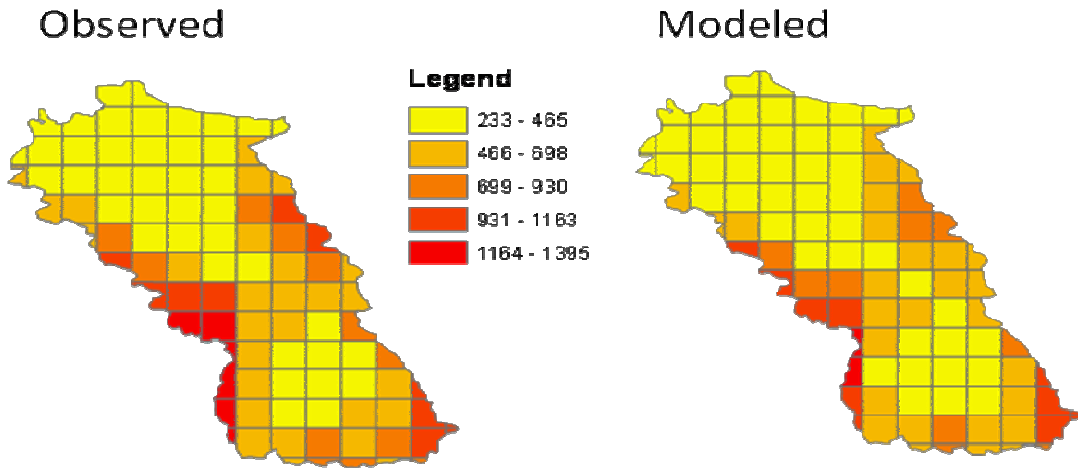 Observed
Modeled
Legend
233 - 465
466 - 698
699 - 930
931 - 1163
1164 - 1395